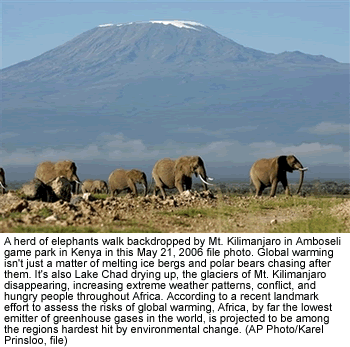 A herd of elephants walk backdropped by Mt. Kilimanjaro in Amboseli
game park in Kenya in this May 21, 2006 file photo. Global warming
isn't just a matter of melting ice bergs and polar bears chasing after
them. It's also Lake Chad drying up, the glaciers of Mt. Kilimanjaro
disappearing, increasing extreme weather patterns, conflict, and
hungry people throughout Africa. According to a recent landmark
effort to assess the risks of global warming, Africa, by far the lowest
emitter of greenhouse gases in the world, is projected to be among
the regions hardest hit by environmental change. (AP Photo/Karel
Prinsloo, file)